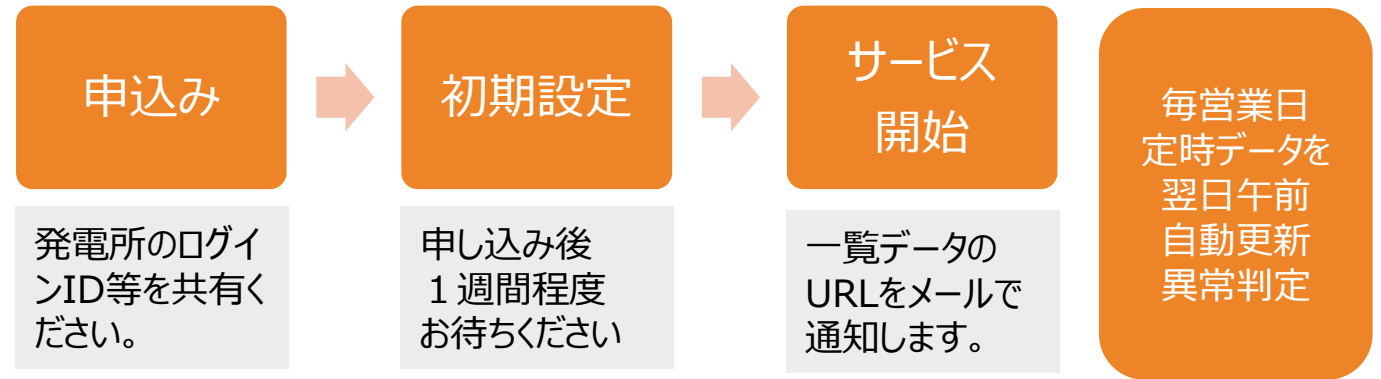 申込み
発電所のログイ
ンID等を共有く
ださい。
初期設定
申し込み後
１週間程度
お待ちください
サービス
開始
一覧データの
URLをメールで
通知します。
毎営業日
定時データを
翌日午前
自動更新
異常判定